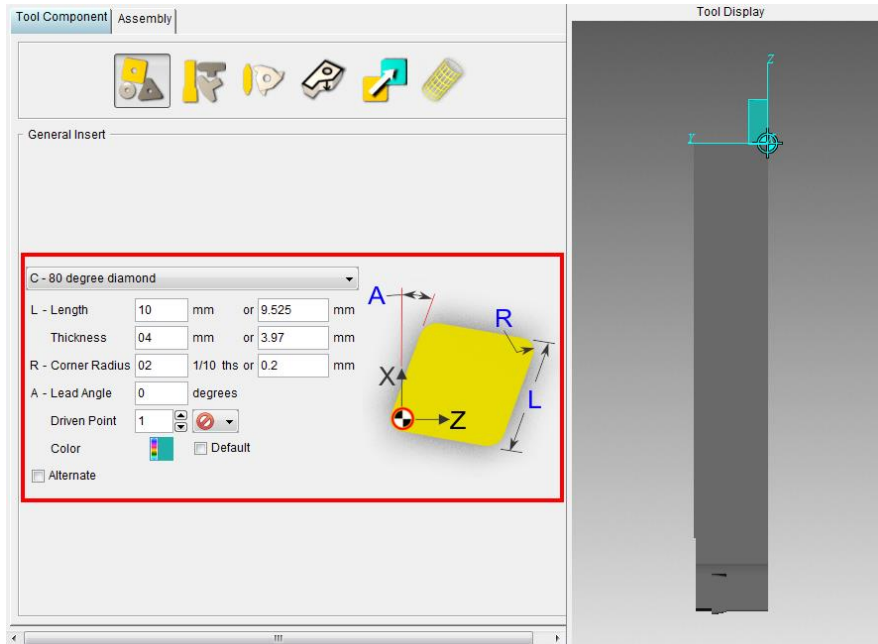 Tool Component Assembly
Tool Display
General Insert
C - 80 degree diamond
L - Length 10 mm or 9.525 mm
Thickness 04 mm or 3.97 mm
R - Corner Radius 02 1/10 ths or 0.2 mm
A - Lead Angle 0 degrees
Driven Point 1
Color Default
Alternate
A
R
X
L
Z
Z
Y